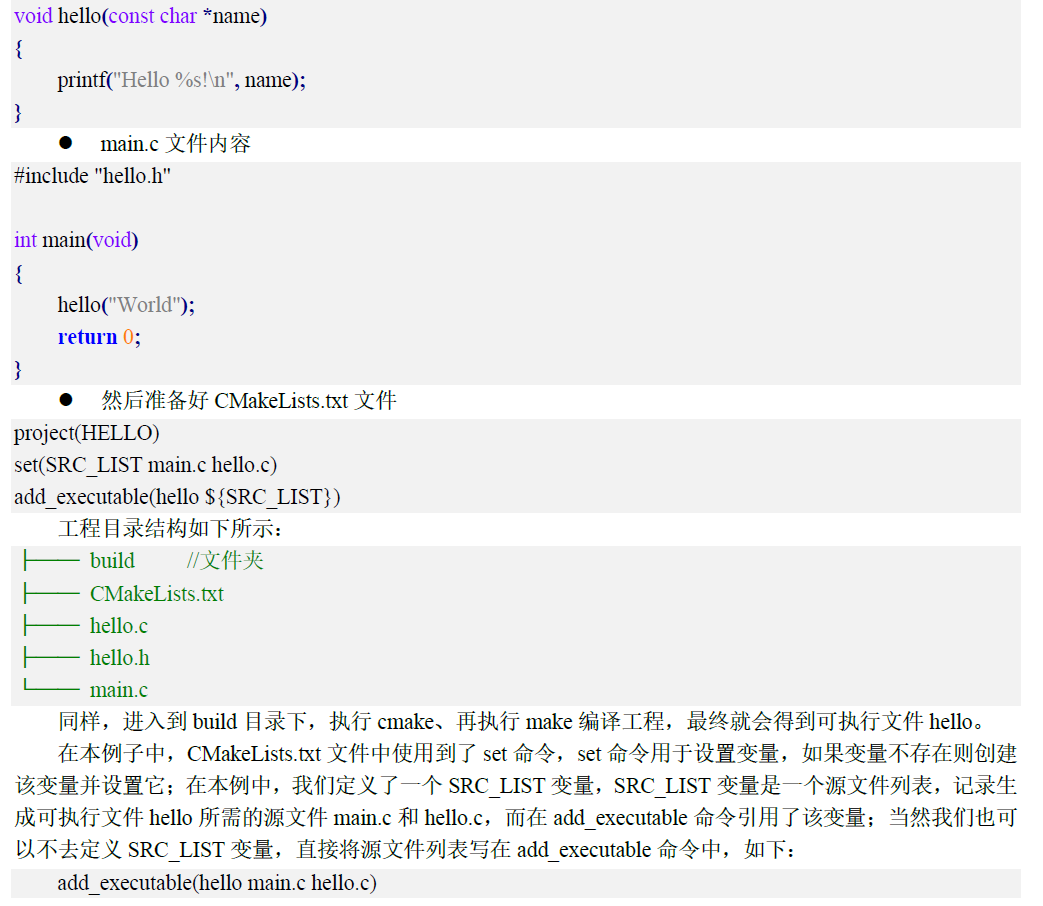 void hello(const char *name)
{
printf("Hello %s!\n", name);
}
● main.c 文件内容
#include "hello.h"
int main(void)
{
hello("World");
return 0;
}
● 然后准备好 CMakeLists.txt 文件
project(HELLO)
set(SRC_LIST main.c hello.c)
add_executable(hello ${SRC_LIST})
工程目录结构如下所示：
├── build //文件夹
├── CMakeLists.txt
├── hello.c
├── hello.h
└── main.c
同样，进入到 build 目录下，执行 cmake、再执行 make 编译工程，最终就会得到可执行文件 hello。
在本例子中，CMakeLists.txt 文件中使用到了 set 命令，set 命令用于设置变量，如果变量不存在则创建
该变量并设置它；在本例中，我们定义了一个 SRC_LIST 变量，SRC_LIST 变量是一个源文件列表，记录生
成可执行文件 hello 所需的源文件 main.c 和 hello.c，而在 add_executable 命令引用了该变量；当然我们也可
以不去定义 SRC_LIST 变量，直接将源文件列表写在 add_executable 命令中，如下：
add_executable(hello main.c hello.c)